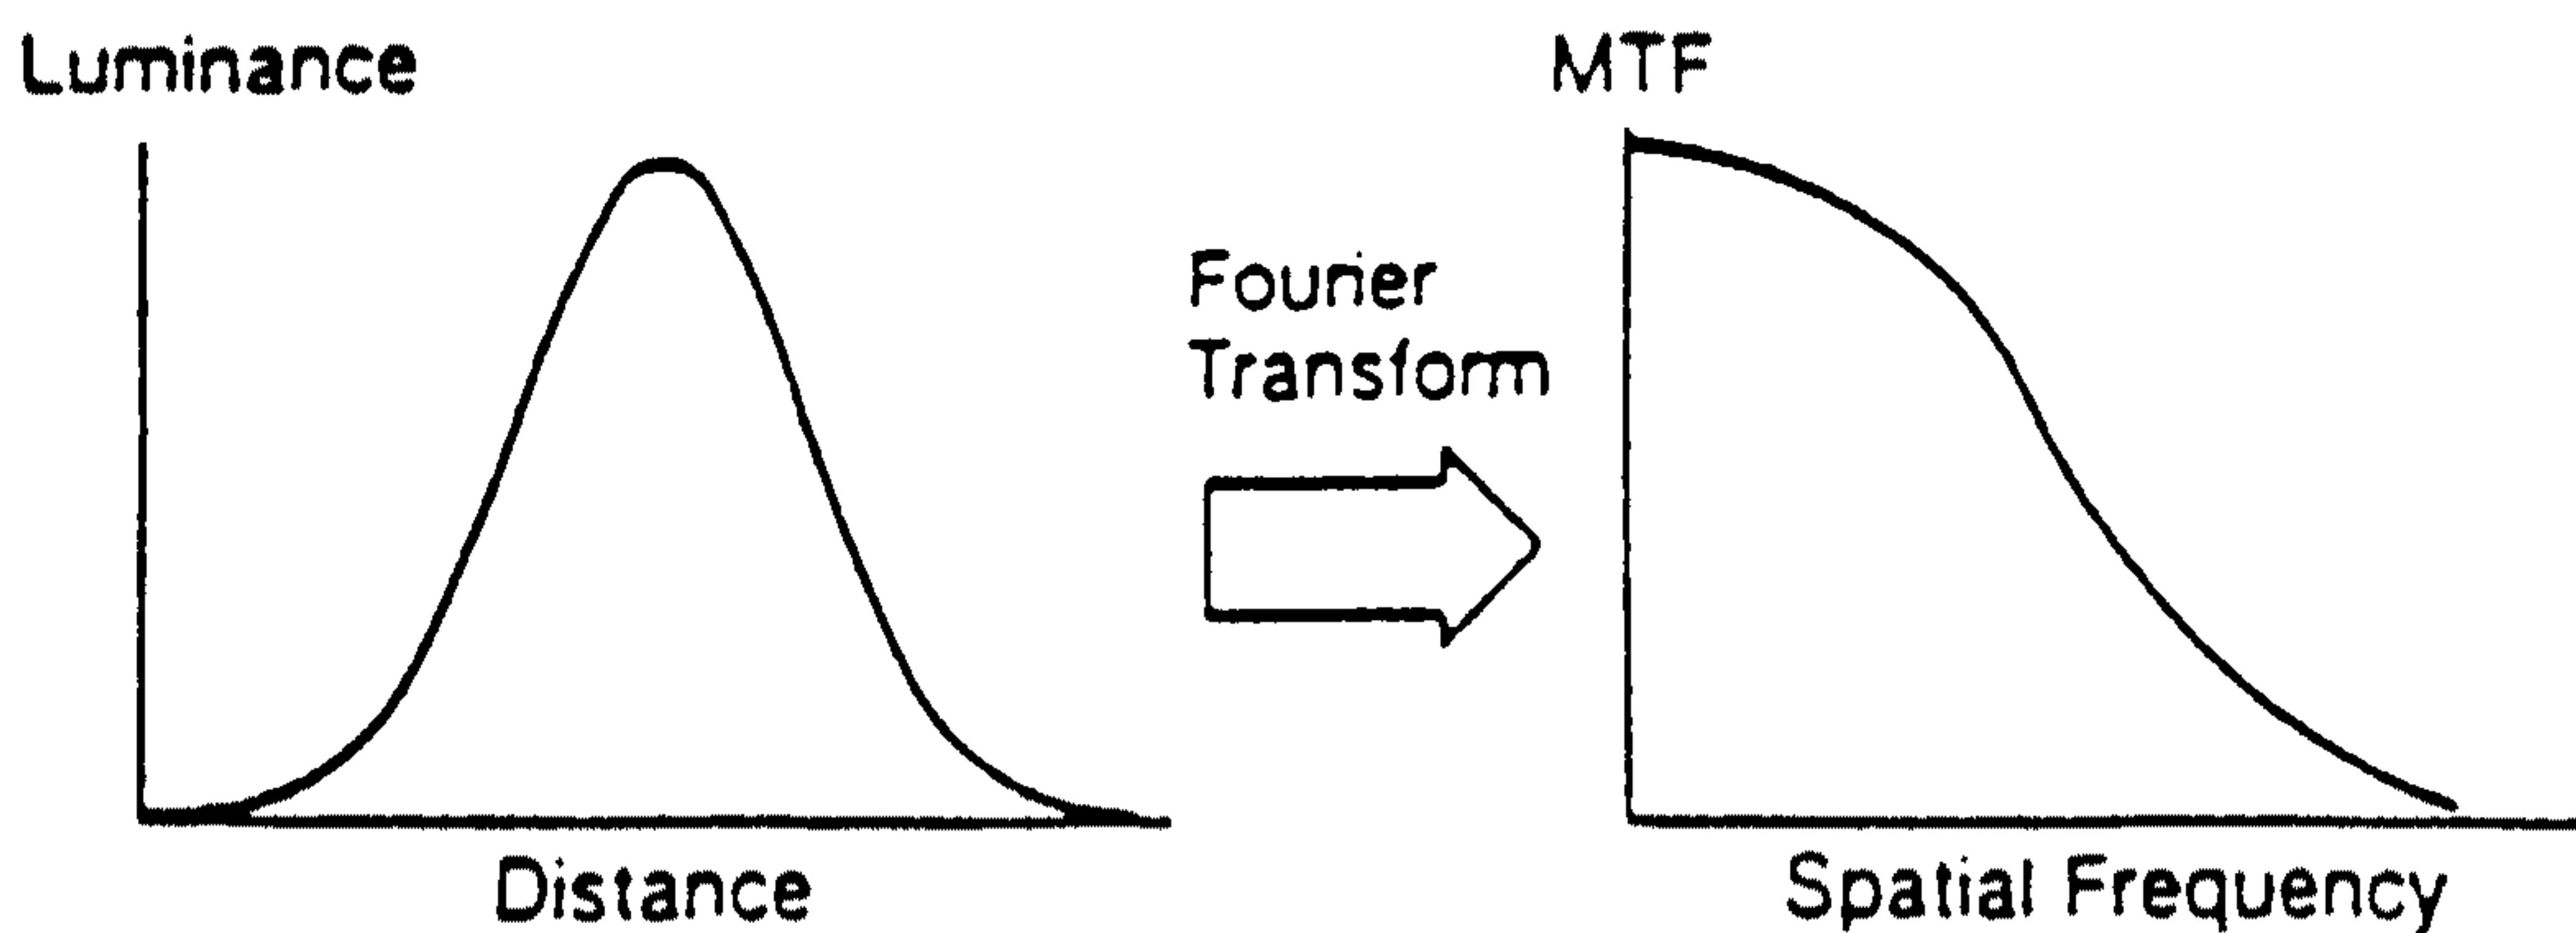 Luminance
MTF
Fourier
Transform
Distance
Spatial Frequency